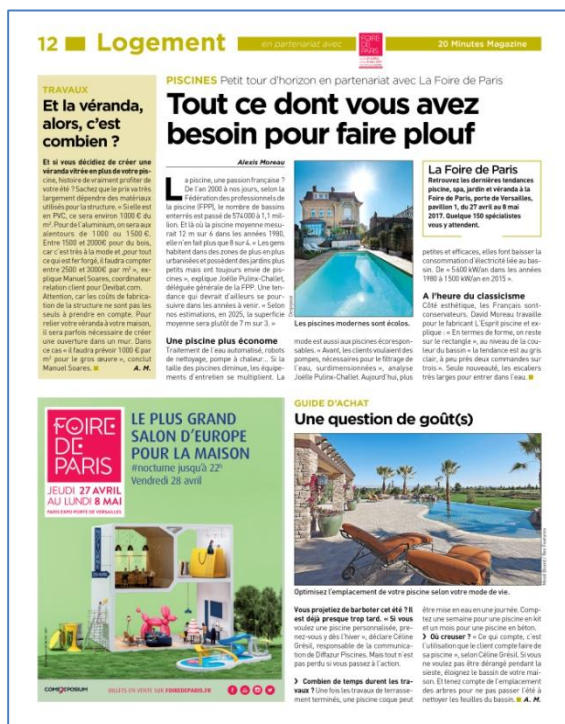 12 Logement en partenariat avec FOIRE DE PARIS 20 Minutes Magazine
TRAVAUX
Et la véranda,
alors, c'est
combien ?
Et si vous décidiez de créer une
véranda vitrée en plus de votre pis-
cine, histoire de vraiment profiter
de votre été ? Sachez que le prix va très
largement dépendre des matériaux
utilisés pour la structure. « Si elle est
en PVC, ce sera environ 1000 € du
m². Pour de l'aluminium, on sera aux
alentours de 1000 ou 1500 €.
Entre 1500 et 2000€ pour du bois,
car c'est très à la mode et ,pour tout
ce qui est fer forgé, il faudra compter
entre 2500 et 3000€ par m² », ex-
plique Manuel Soares, coordinateur
relation client pour Devibat.com.
Attention, car les coûts de fabrica-
tion de la structure ne sont pas les
seuls à prendre en compte. Pour
relier votre véranda à votre maison,
il sera parfois nécessaire de créer
une ouverture dans un mur. Dans
ce cas « il faudra prévoir 1000 € par
m² pour le gros œuvre », conclut
Manuel Soares. A. M.
PISCINES Petit tour d'horizon en partenariat avec La Foire de Paris
Tout ce dont vous avez
besoin pour faire plouf
Alexis Moreau
La piscine, une passion française ?
De l'an 2000 à nos jours, selon la
Fédération des professionnels de
la piscine (FPP), le nombre de bassins
enterrés est passé de 574000 à 1,1 mil-
lion. Et là où la piscine moyenne me-
surait 12 m sur 6 dans les années 1980,
elle n'en fait plus que 8 sur 4. « Les gens
habitent dans des zones de plus en plus
urbanisées et possèdent des jardins plus
petits mais ont toujours envie de pis-
cines », explique Joëlle Pulinx-Challet,
déléguée générale de la FPP. Une ten-
dance qui devrait d'ailleurs se pour-
suivre dans les années à venir. « Selon
nos estimations, en 2025, la superficie
moyenne sera plutôt de 7 m sur 3. »
Une piscine plus économe
Traitement de l'eau automatisé, robots
de nettoyage, pompe à chaleur... Si la
taille des piscines diminue, les équipe-
ments d'entretien se multiplient. La
Les piscines modernes sont écolos.
mode est aussi aux piscines écorespon-
sables. « Avant, les clients voulaient des
pompes, nécessaires pour le filtrage de
l'eau, surdimensionnées », analyse
Joëlle Pulinx-Challet. Aujourd'hui, plus
La Foire de Paris
Retrouvez les dernières tendances
piscine, spa, jardin et véranda à la
Foire de Paris, porte de Versailles,
pavillon 1, du 27 avril au 8 mai
2017. Quelque 150 spécialistes
vous y attendent.
petites et efficaces, elles font baisser la
consommation d'électricité liée au bas-
sin. De « 5600 kW/an dans les années
1980 à 1500 kW/an en 2015 ».
A l'heure du classicisme
Côté esthétique, les Français sont-
conservateurs. David Moreau travaille
pour le fabricant L'Esprit piscine et ex-
plique : « En termes de forme, on reste
sur le rectangle », au niveau de la cou-
leur du bassin « la tendance est au gris
clair, à peu près deux commandes sur
trois ». Seule nouveauté, les escaliers
très larges pour entrer dans l'eau.
FOIRE
DE
PARIS
JEUDI 27 AVRIL
AU LUNDI 8 MAI
PARIS EXPO PORTE DE VERSAILLES
LE PLUS GRAND
SALON D'EUROPE
POUR LA MAISON
#nocturne jusqu'à 22h
Vendredi 28 avril
COMEXPOSIUM BILLETS EN VENTE SUR FOIREDEPARIS.FR
GUIDE D'ACHAT
Une question de goût(s)
Optimisez l'emplacement de votre piscine selon votre mode de vie.
Vous projetiez de barboter cet été ? Il
est déjà presque trop tard. « Si vous
voulez une piscine personnalisée, pre-
nez-vous y dès l'hiver », déclare Céline
Grésil, responsable de la communica-
tion de Diffazur Piscines. Mais tout n'est
pas perdu si vous passez à l'action.
Combien de temps durent les tra-
vaux ? Une fois les travaux de terrasse-
ment terminés, une piscine coque peut
être mise en eau en une journée. Comp-
tez une semaine pour une piscine en kit
et un mois pour une piscine en béton.
Où creuser ? « Ce qui compte, c'est
l'utilisation que le client compte faire de
sa piscine », selon Céline Grésil. Si vous
ne voulez pas être dérangé pendant la
sieste, éloignez le bassin de votre mai-
son. Et tenez compte de l'emplacement
des arbres pour ne pas passer l'été à
nettoyer les feuilles du bassin. A. M.